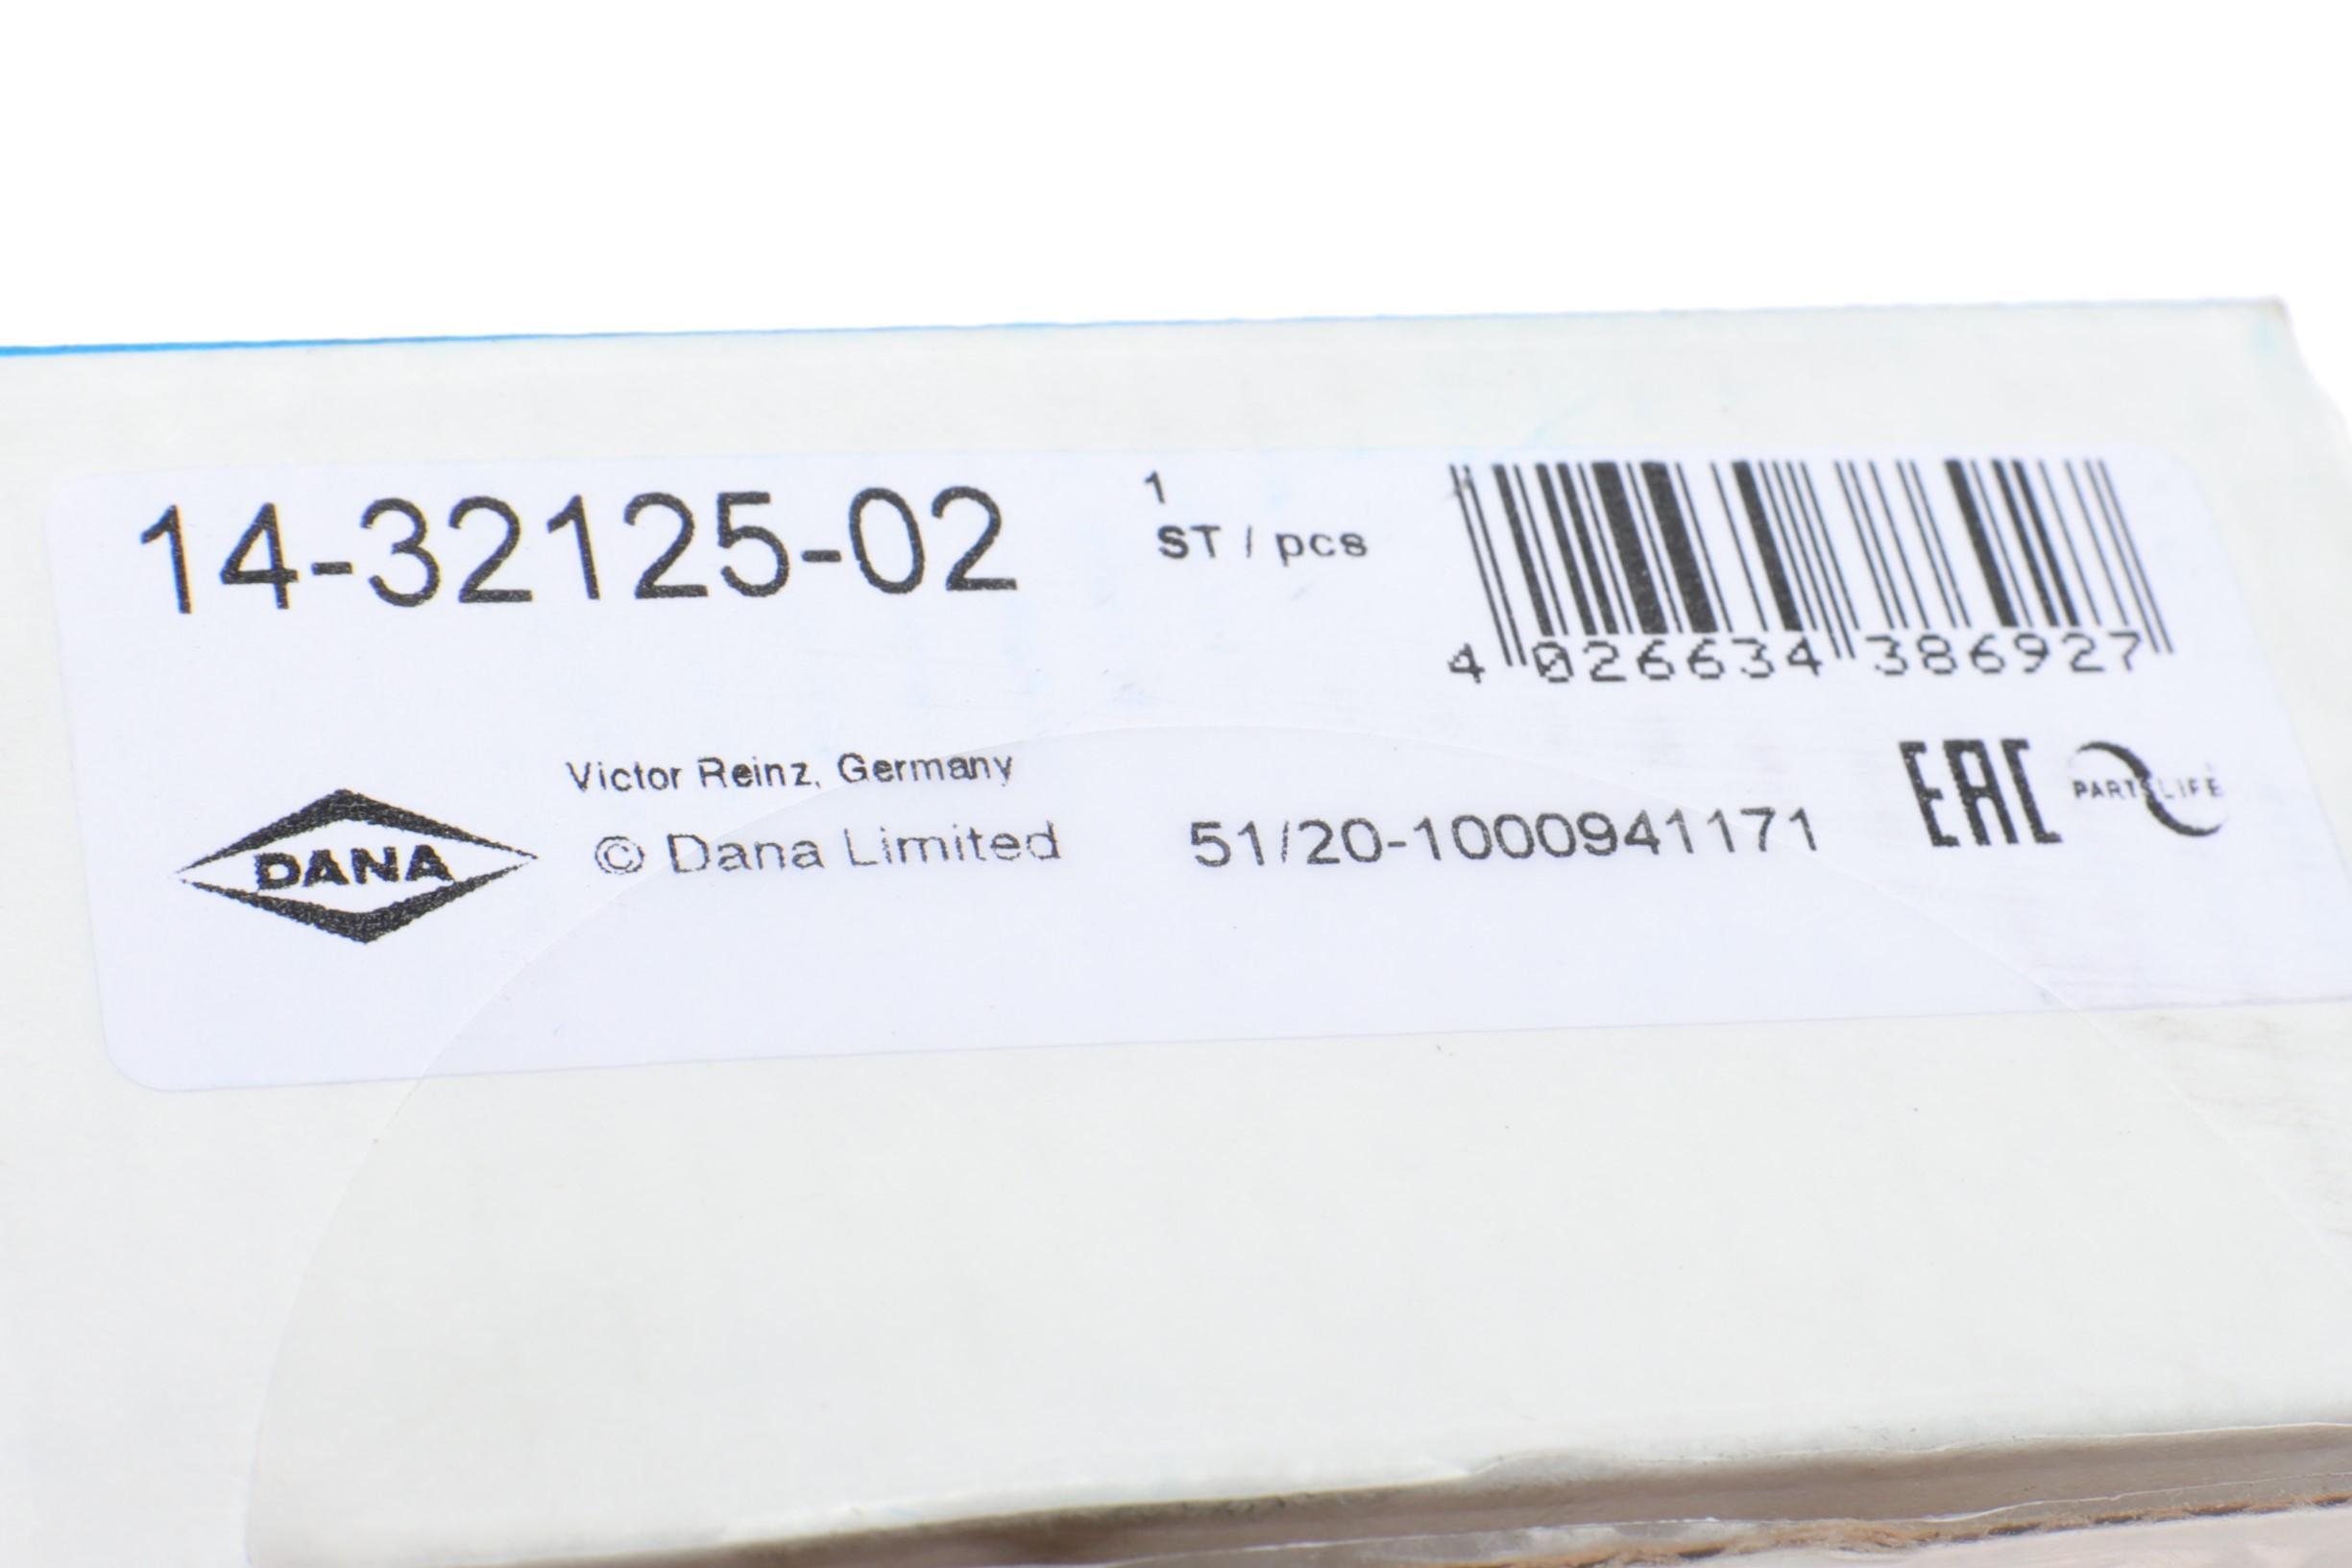 14-32125-02
1
ST / pcs
4 026634 386927
Victor Reinz, Germany
DANA
© Dana Limited
51/20-1000941171
EAC
PARTSLIFE